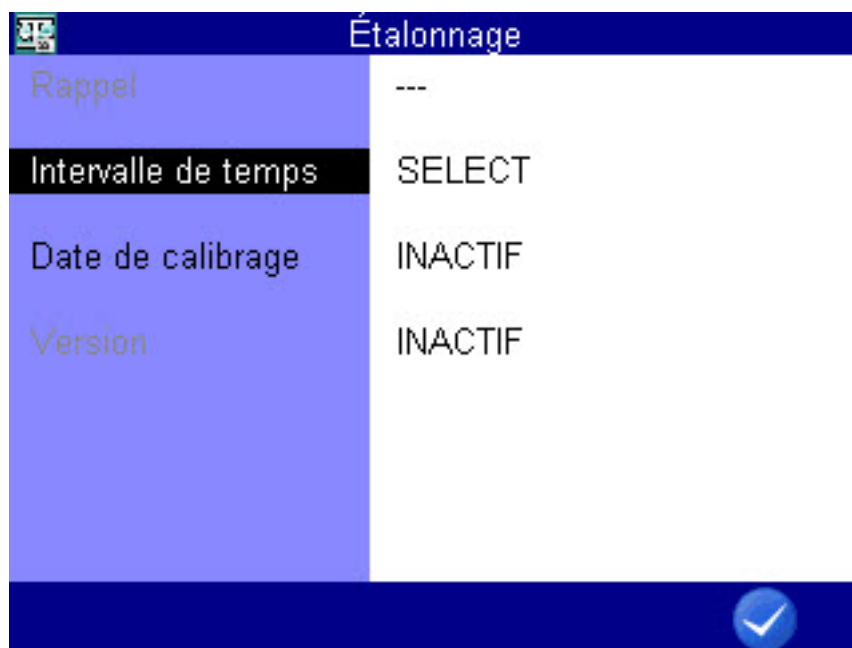 Étalonnage
Rappel ---
Intervalle de temps SELECT
Date de calibrage INACTIF
Version INACTIF